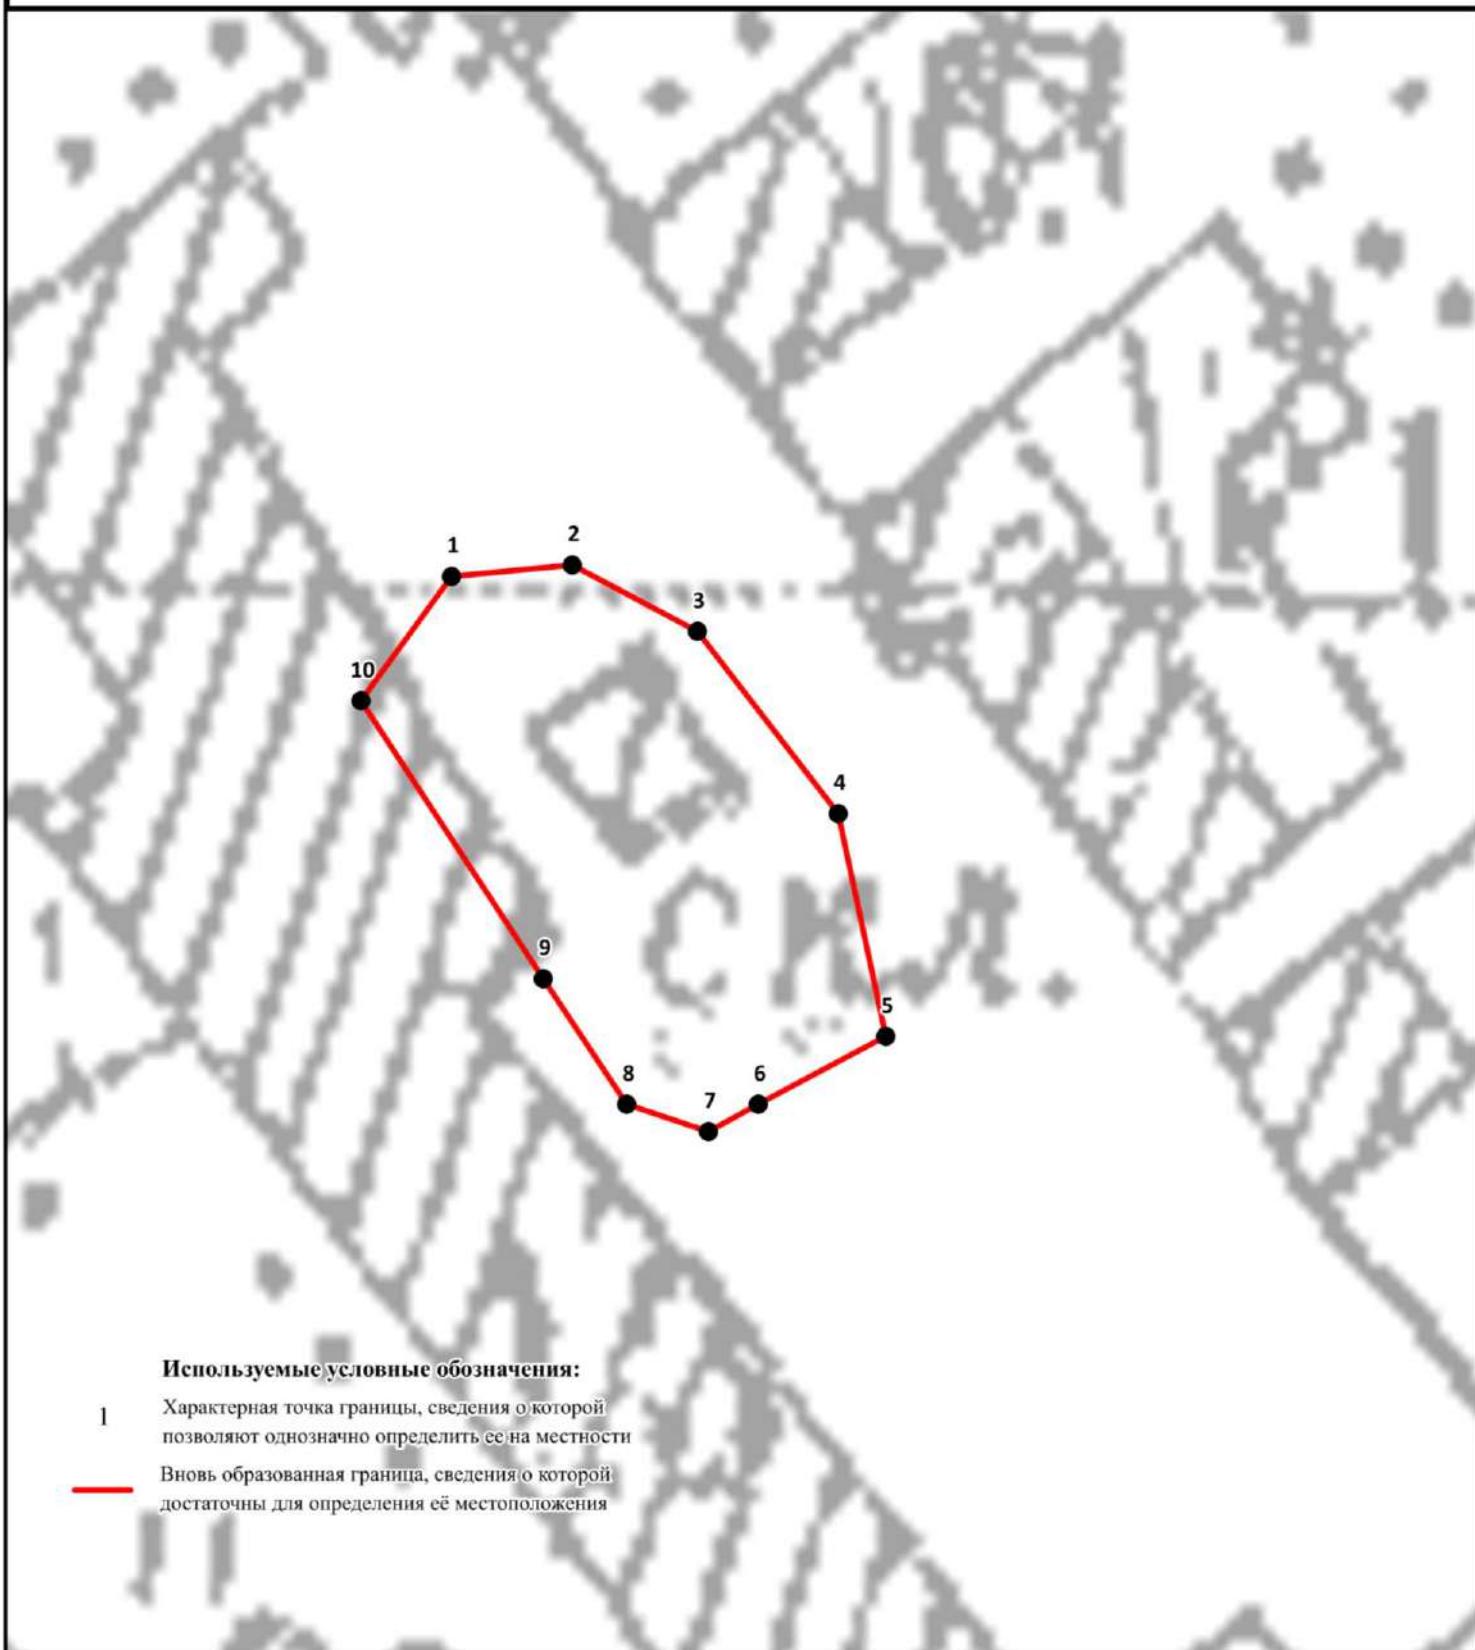 1
2
3
10
4
9
5
8
6
7
Используемые условные обозначения:
1
Характерная точка границы, сведения о которой
позволяют однозначно определить ее на местности
Вновь образованная граница, сведения о которой
достаточны для определения её местоположения